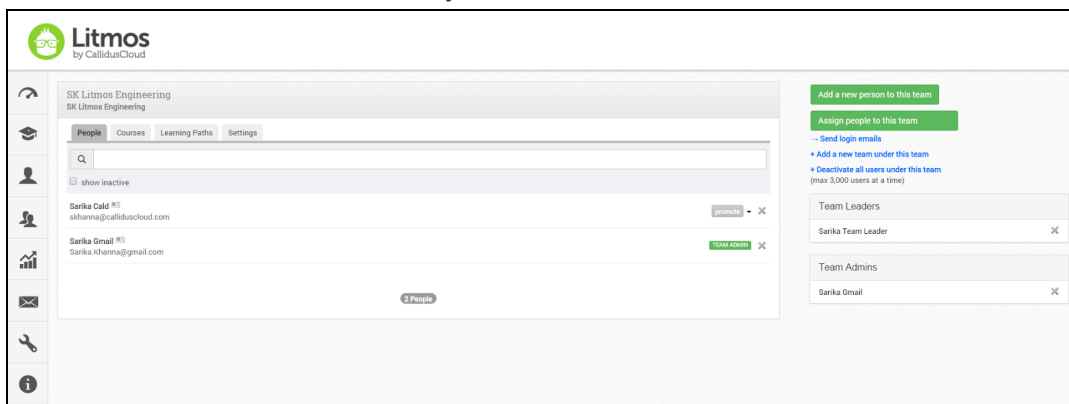 Litmos
by CallidusCloud
SK Litmos Engineering
SK Litmos Engineering
People Courses Learning Paths Settings
show inactive
Sarika Cald
skhanna@calliduscloud.com
promote
Sarika Gmail
Sarika.Khanna@gmail.com
TEAM ADMIN
2 People
Add a new person to this team
Assign people to this team
→ Send login emails
+ Add a new team under this team
+ Deactivate all users under this team
(max 3,000 users at a time)
Team Leaders
Sarika Team Leader
Team Admins
Sarika Gmail